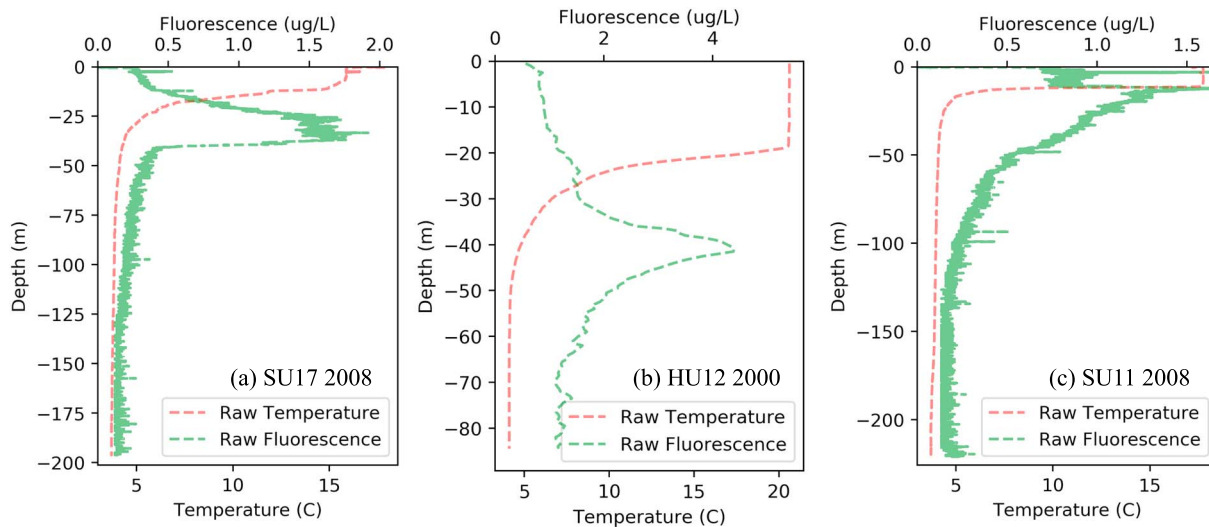 Fluorescence (ug/L)
0.0 0.5 1.0 1.5 2.0
0
−25
−50
−75
−100
−125
−150
−175
−200
Depth (m)
(a) SU17 2008
Raw Temperature
Raw Fluorescence
5 10 15
Temperature (C)
Fluorescence (ug/L)
0 2 4
0
−10
−20
−30
−40
−50
−60
−70
−80
Depth (m)
(b) HU12 2000
Raw Temperature
Raw Fluorescence
5 10 15 20
Temperature (C)
Fluorescence (ug/L)
0.0 0.5 1.0 1.5
0
−50
−100
−150
−200
Depth (m)
(c) SU11 2008
Raw Temperature
Raw Fluorescence
5 10 15
Temperature (C)